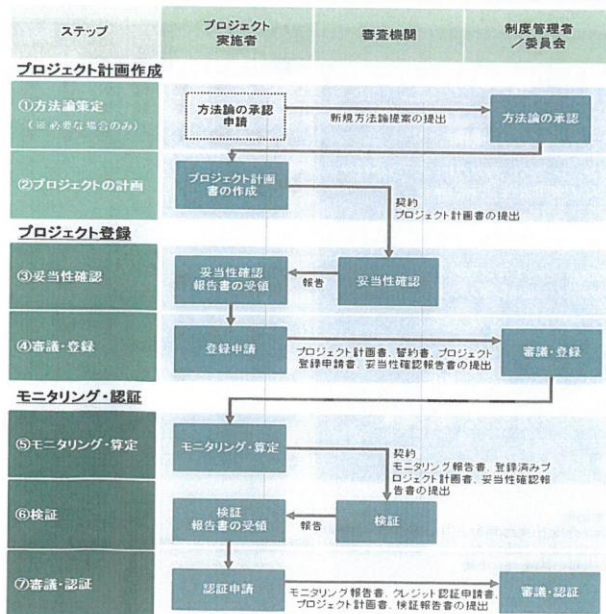 ステップ
プロジェクト
実施者
審査機関
制度管理者
/委員会
プロジェクト計画作成
①方法論策定
(※必要な場合のみ)
方法論の承認
申請
新規方法論提案の提出
方法論の承認
②プロジェクトの計画
プロジェクト計画
書の作成
契約
プロジェクト計画書の提出
プロジェクト登録
③妥当性確認
妥当性確認
報告書の受領
報告
妥当性確認
④審議・登録
登録申請
プロジェクト計画書、誓約書、プロジェクト
登録申請書、妥当性確認報告書の提出
審議・登録
モニタリング・認証
⑤モニタリング・算定
モニタリング・算定
契約
モニタリング報告書、登録済みプ
ロジェクト計画書、妥当性確認報
告書の提出
⑥検証
検証
報告書の受領
報告
検証
⑦審議・認証
認証申請
モニタリング報告書、クレジット認証申請書、
プロジェクト計画書、検証報告書の提出
審議・認証